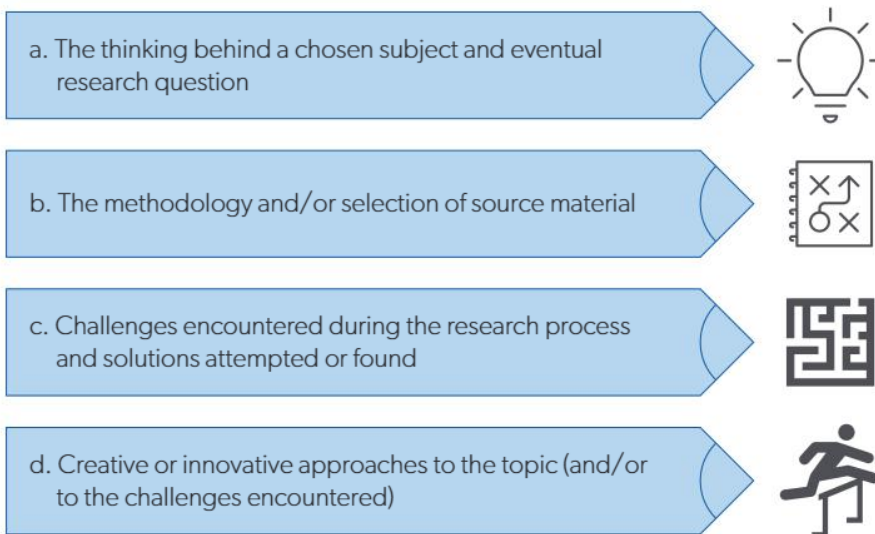 a. The thinking behind a chosen subject and eventual
research question
b. The methodology and/or selection of source material
c. Challenges encountered during the research process
and solutions attempted or found
d. Creative or innovative approaches to the topic (and/or
to the challenges encountered)